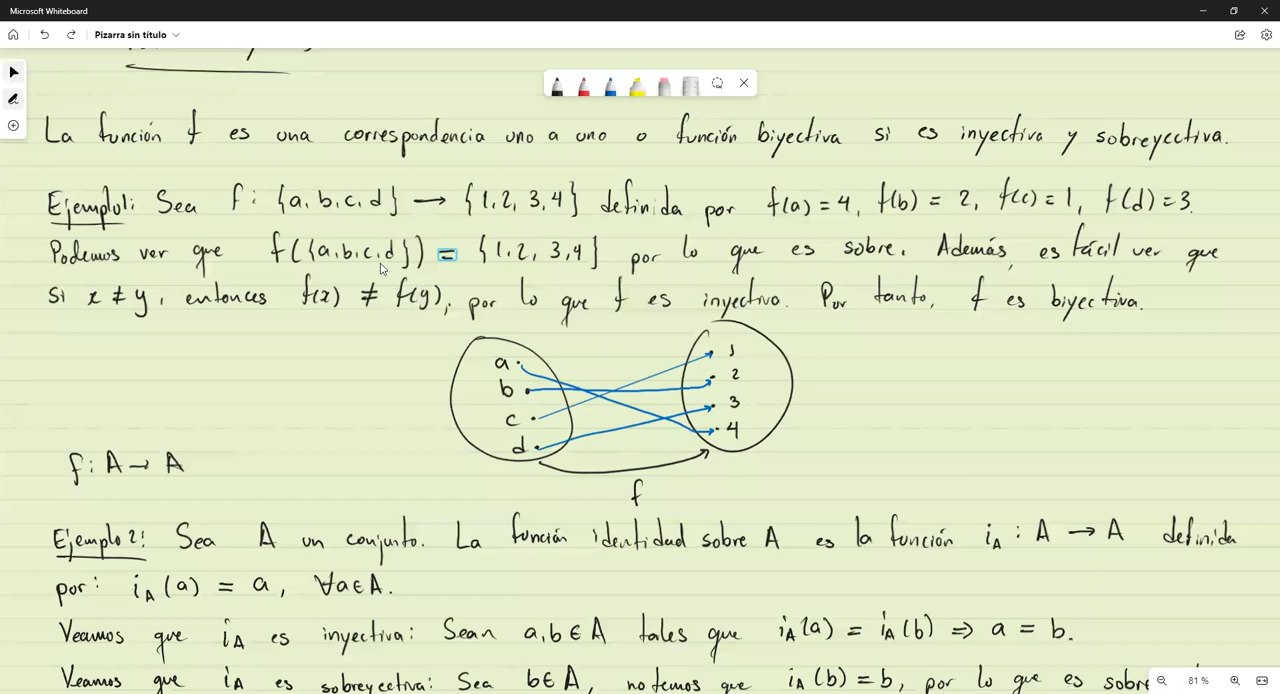 Microsoft Whiteboard
Pizarra sin título
La función f es una correspondencia uno a uno o función biyectiva si es inyectiva y sobreyectiva.
Ejemplo1: Sea f: {a,b,c,d} → {1,2,3,4} definida por f(a)=4, f(b)=2, f(c)=1, f(d)=3.
Podemos ver que f({a,b,c,d}) = {1,2,3,4} por lo que es sobre. Además, es fácil ver que
si x ≠ y, entonces f(x) ≠ f(y), por lo que f es inyectiva. Por tanto, f es biyectiva.
a
b
c
d
1
2
3
4
f
f: A → A
Ejemplo 2: Sea A un conjunto. La función identidad sobre A es la función i_A : A → A definida
por: i_A(a) = a, ∀a∈A.
Veamos que i_A es inyectiva: Sean a,b∈A tales que i_A(a) = i_A(b) ⇒ a = b.
Veamos que i_A es sobreyectiva: Sea b∈A, notemos que i_A(b)=b, por lo que es sobre
81 %